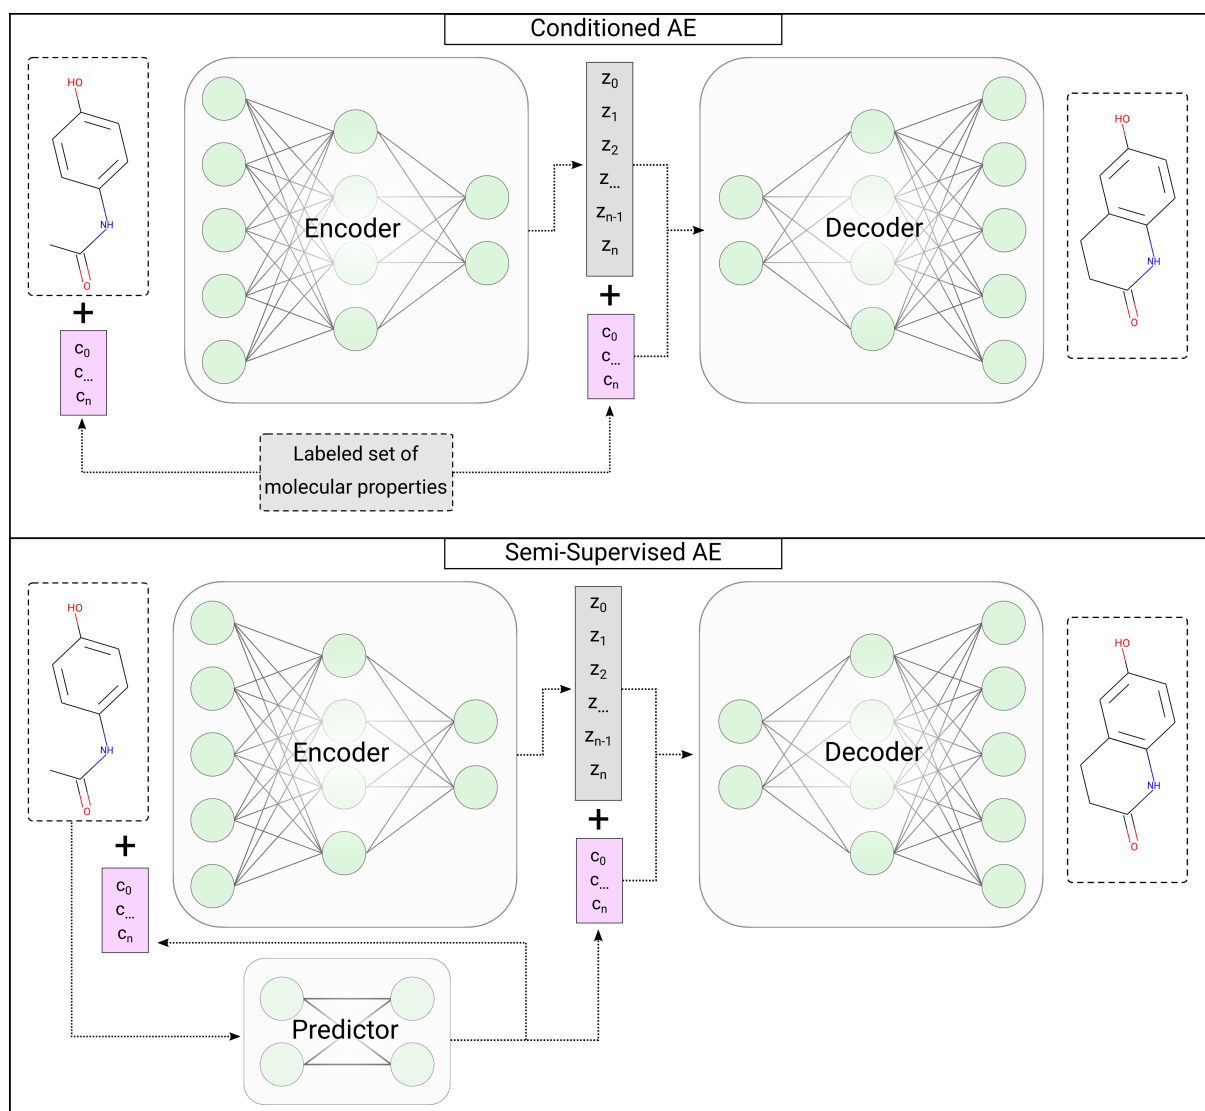 Conditioned AE
HO
NH
O
+
c0
c...
cn
Encoder
z0
z1
z2
z...
zn-1
zn
+
c0
c...
cn
Decoder
HO
NH
O
Labeled set of
molecular properties
Semi-Supervised AE
HO
NH
O
+
c0
c...
cn
Encoder
z0
z1
z2
z...
zn-1
zn
+
c0
c...
cn
Decoder
HO
NH
O
Predictor